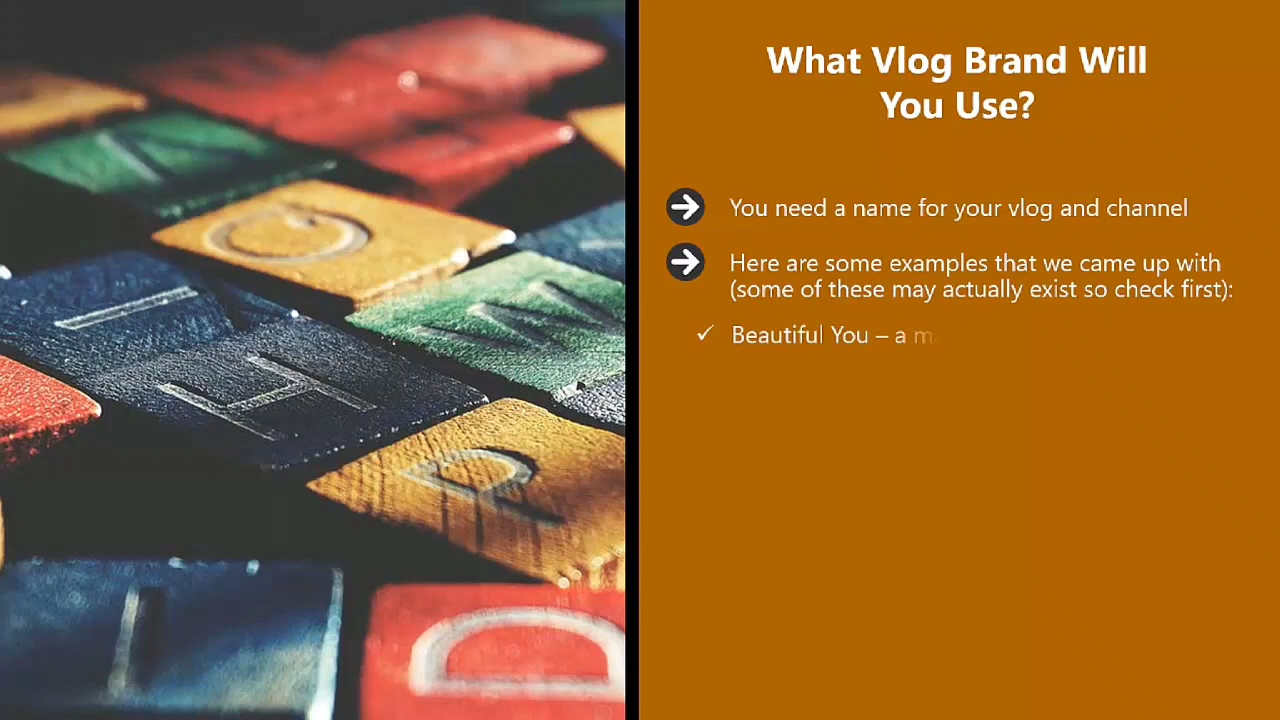 What Vlog Brand Will
You Use?
You need a name for your vlog and channel
Here are some examples that we came up with
(some of these may actually exist so check first):
✓ Beautiful You – a m
G
W
I
H
P
I
D